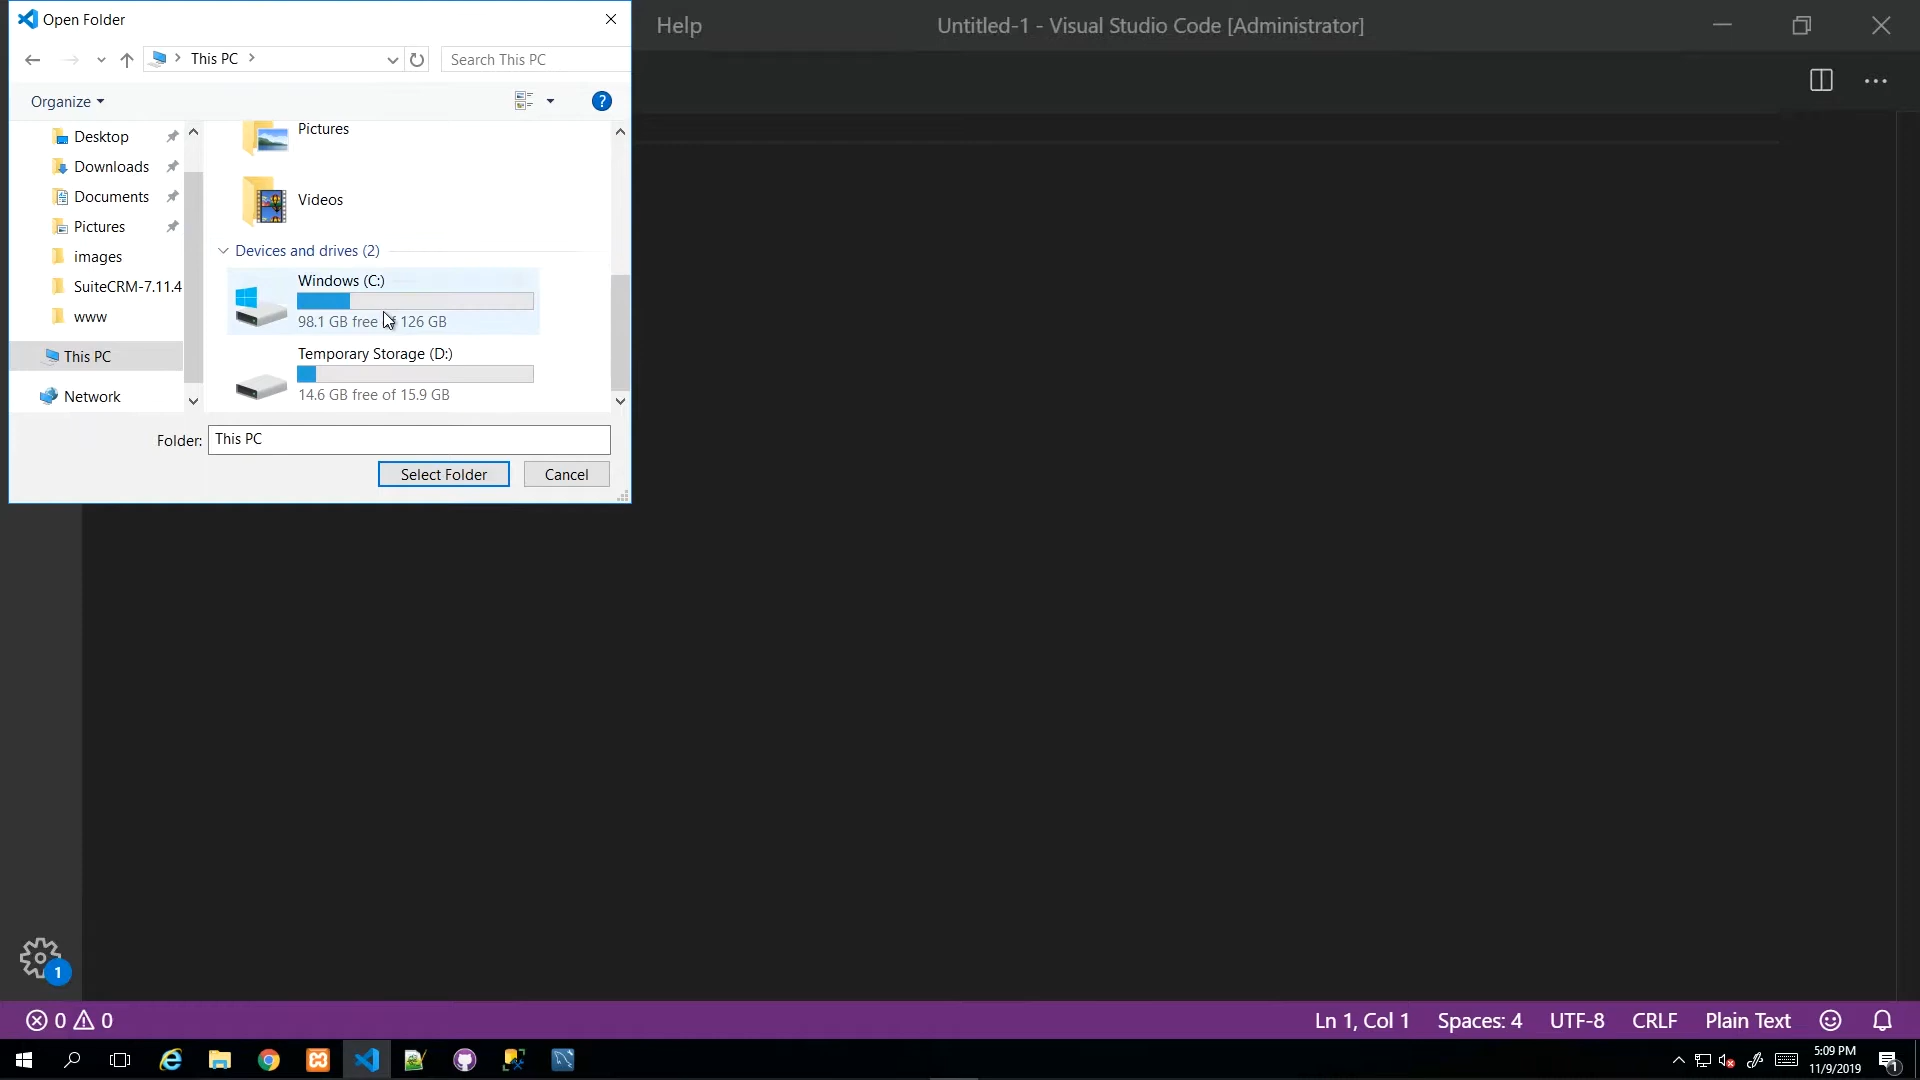 Open Folder
Help
Untitled-1 - Visual Studio Code [Administrator]
This PC
Search This PC
Organize
?
Desktop
Downloads
Documents
Pictures
images
SuiteCRM-7.11.4
www
This PC
Network
Pictures
Videos
Devices and drives (2)
Windows (C:)
98.1 GB free of 126 GB
Temporary Storage (D:)
14.6 GB free of 15.9 GB
Folder: This PC
Select Folder
Cancel
1
0 0
Ln 1, Col 1
Spaces: 4
UTF-8
CRLF
Plain Text
5:09 PM
11/9/2019
1